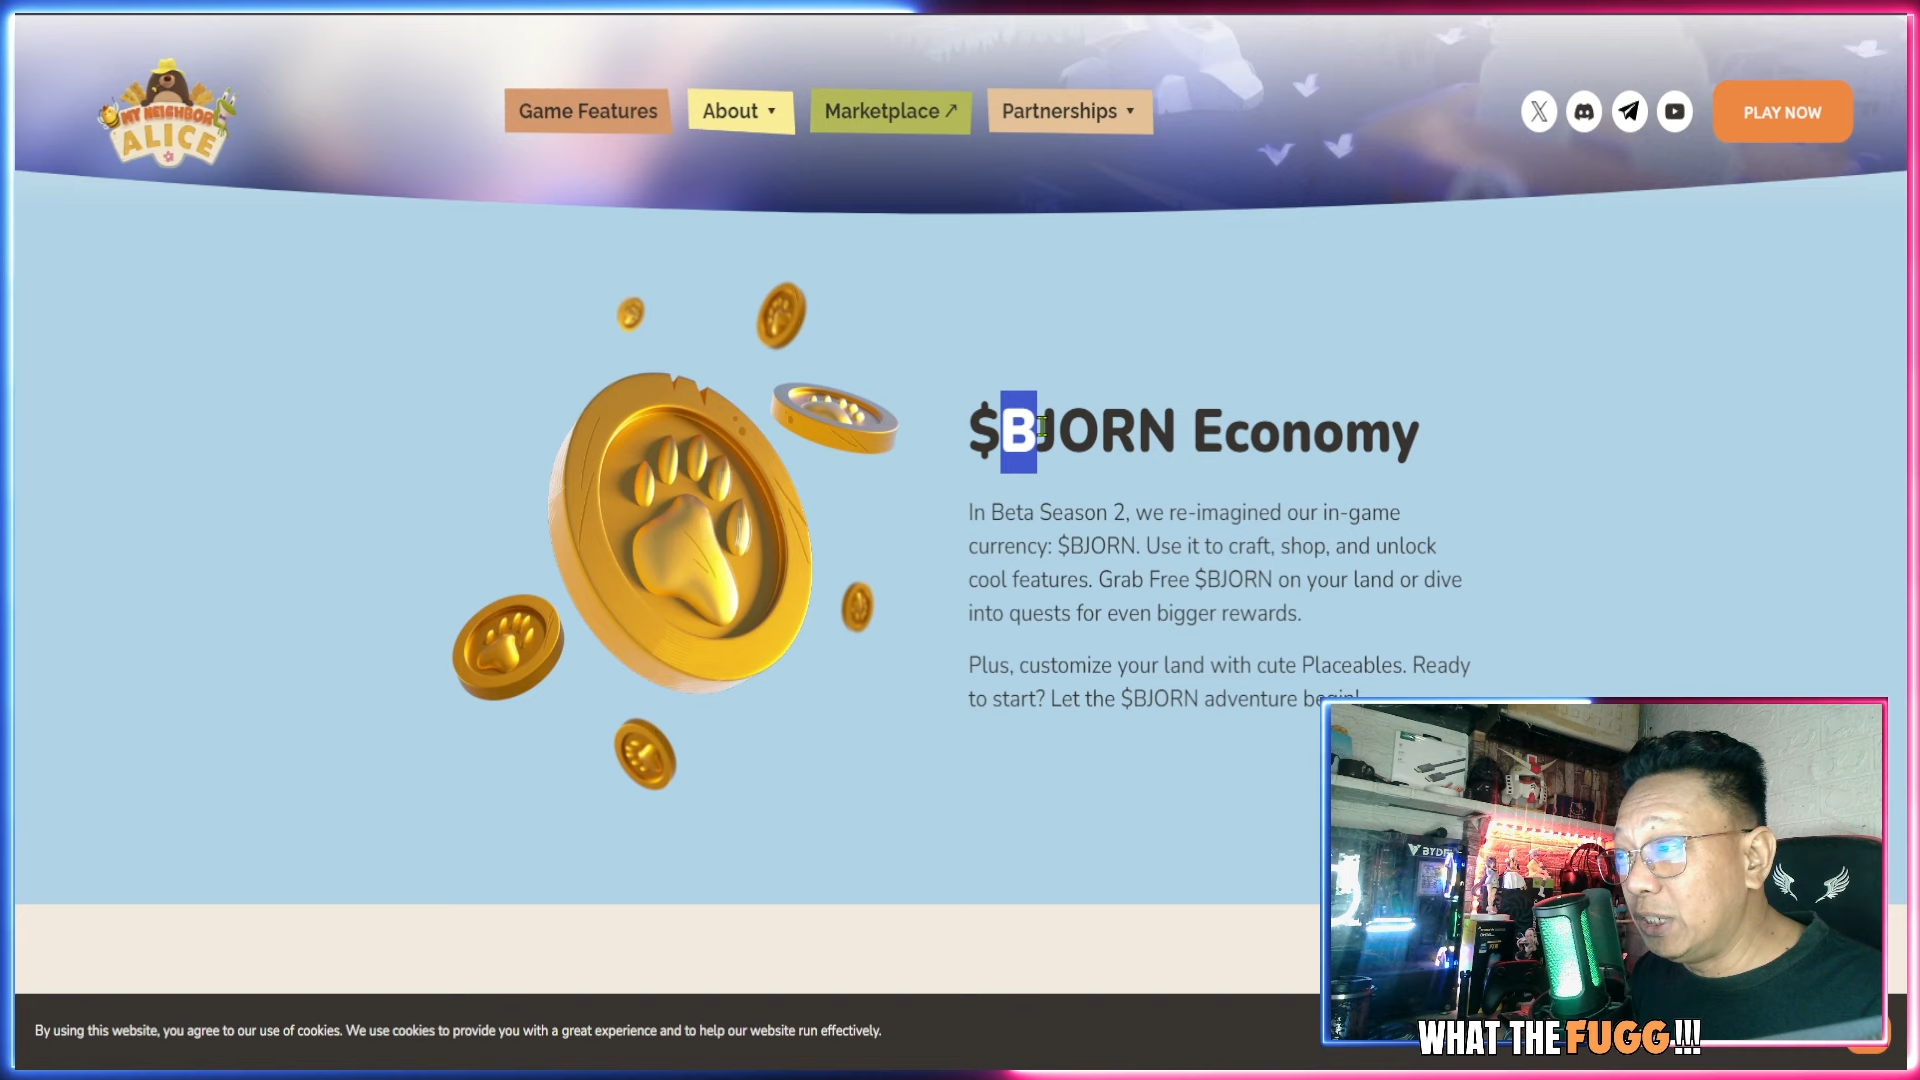 MY NEIGHBOR
ALICE
Game Features
About
Marketplace
Partnerships
PLAY NOW
$BJORN Economy
In Beta Season 2, we re-imagined our in-game
currency: $BJORN. Use it to craft, shop, and unlock
cool features. Grab Free $BJORN on your land or dive
into quests for even bigger rewards.
Plus, customize your land with cute Placeables. Ready
to start? Let the $BJORN adventure begin!
By using this website, you agree to our use of cookies. We use cookies to provide you with a great experience and to help our website run effectively.
WHAT THE FUGG!!!